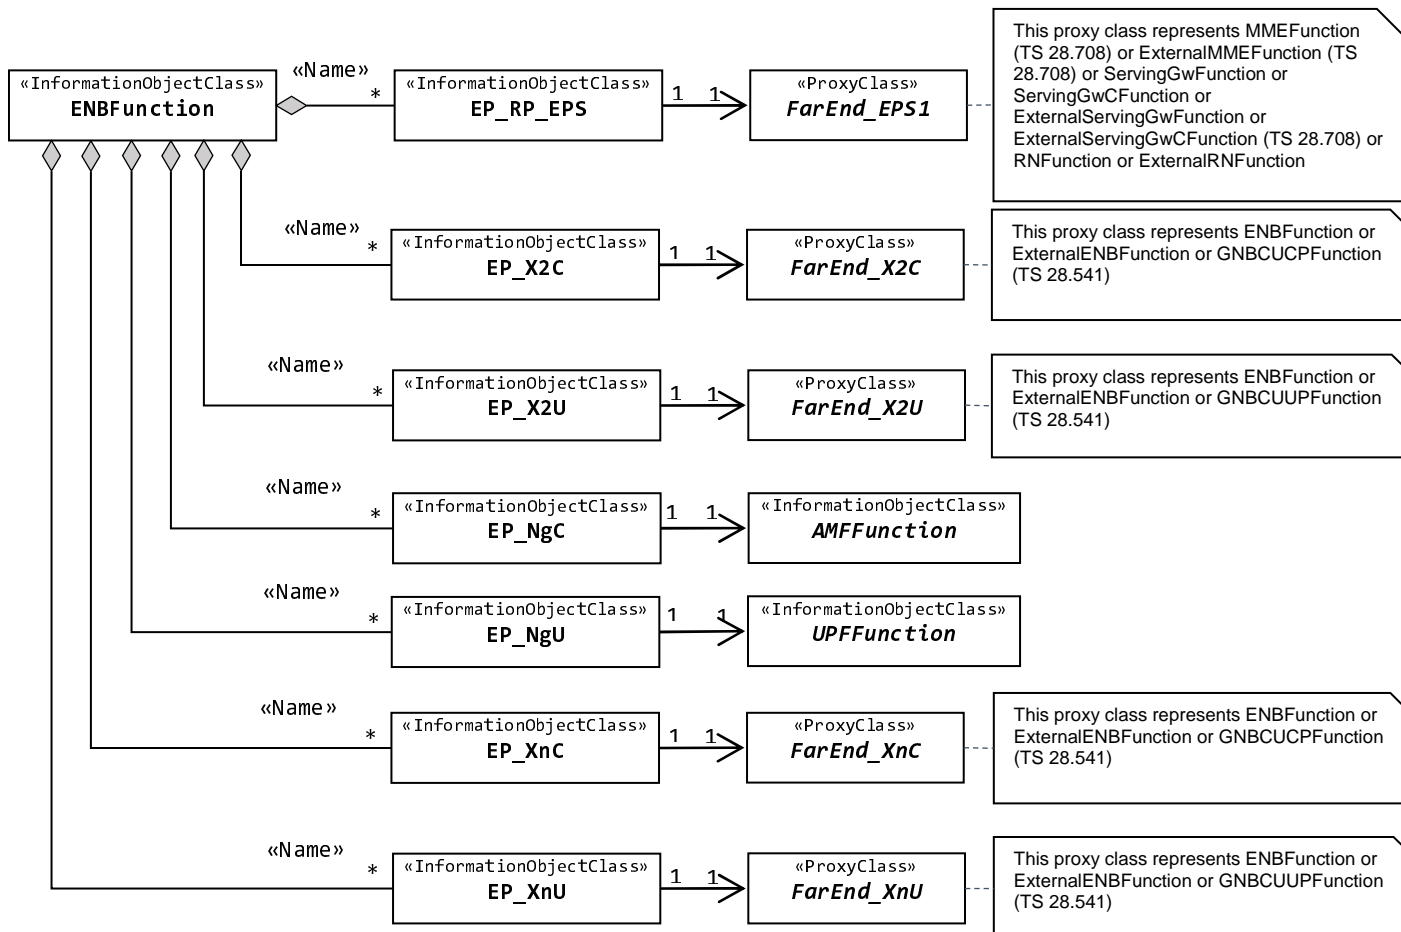 «InformationObjectClass»
ENBFunction
«Name»
*
«InformationObjectClass»
EP_RP_EPS
1 1
«ProxyClass»
FarEnd_EPS1
This proxy class represents MMEFunction
(TS 28.708) or ExternalMMEFunction (TS
28.708) or ServingGwFunction or
ServingGwCFunction or
ExternalServingGwFunction or
ExternalServingGwCFunction (TS 28.708) or
RNFunction or ExternalRNFunction
«Name»
*
«InformationObjectClass»
EP_X2C
1 1
«ProxyClass»
FarEnd_X2C
This proxy class represents ENBFunction or
ExternalENBFunction or GNBCUCPFunction
(TS 28.541)
«Name»
*
«InformationObjectClass»
EP_X2U
1 1
«ProxyClass»
FarEnd_X2U
This proxy class represents ENBFunction or
ExternalENBFunction or GNBCUUPFunction
(TS 28.541)
«Name»
*
«InformationObjectClass»
EP_NgC
1 1
«InformationObjectClass»
AMFFunction
«Name»
*
«InformationObjectClass»
EP_NgU
1 1
«InformationObjectClass»
UPFFunction
«Name»
*
«InformationObjectClass»
EP_XnC
1 1
«ProxyClass»
FarEnd_XnC
This proxy class represents ENBFunction or
ExternalENBFunction or GNBCUCPFunction
(TS 28.541)
«Name»
*
«InformationObjectClass»
EP_XnU
1 1
«ProxyClass»
FarEnd_XnU
This proxy class represents ENBFunction or
ExternalENBFunction or GNBCUUPFunction
(TS 28.541)